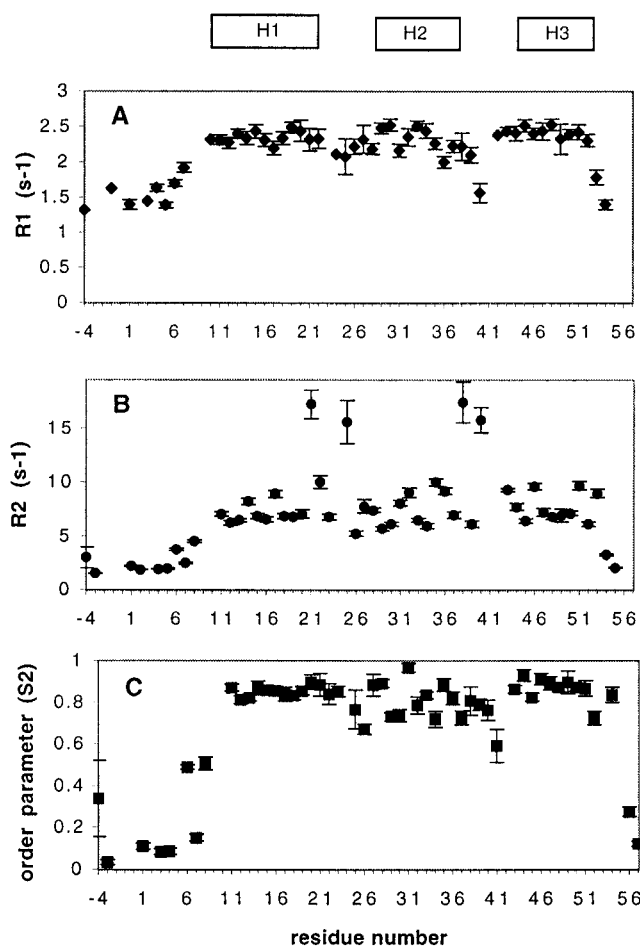 H1 H2 H3
A
R1 (s-1)
3
2.5
2
1.5
1
0.5
0
-4 1 6 11 16 21 26 31 36 41 46 51 56
B
R2 (s-1)
15
10
5
0
-4 1 6 11 16 21 26 31 36 41 46 51 56
C
order parameter (S2)
1
0.8
0.6
0.4
0.2
0
-4 1 6 11 16 21 26 31 36 41 46 51 56
residue number